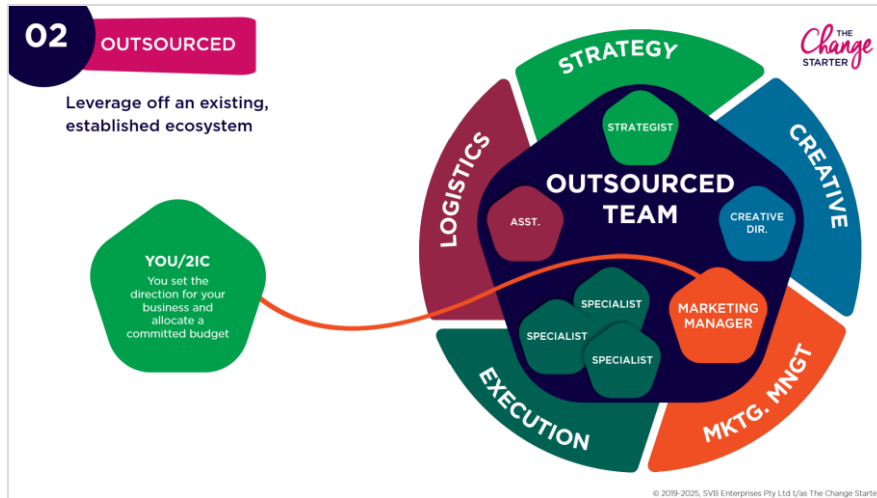 02
OUTSOURCED
THE
Change
STARTER
Leverage off an existing,
established ecosystem
STRATEGY
CREATIVE
MKTG. MNGT
EXECUTION
LOGISTICS
STRATEGIST
OUTSOURCED
TEAM
ASST.
CREATIVE
DIR.
SPECIALIST
SPECIALIST
SPECIALIST
MARKETING
MANAGER
YOU/2IC
You set the
direction for your
business and
allocate a
committed budget
© 2019-2025, SVB Enterprises Pty Ltd t/as The Change Starte